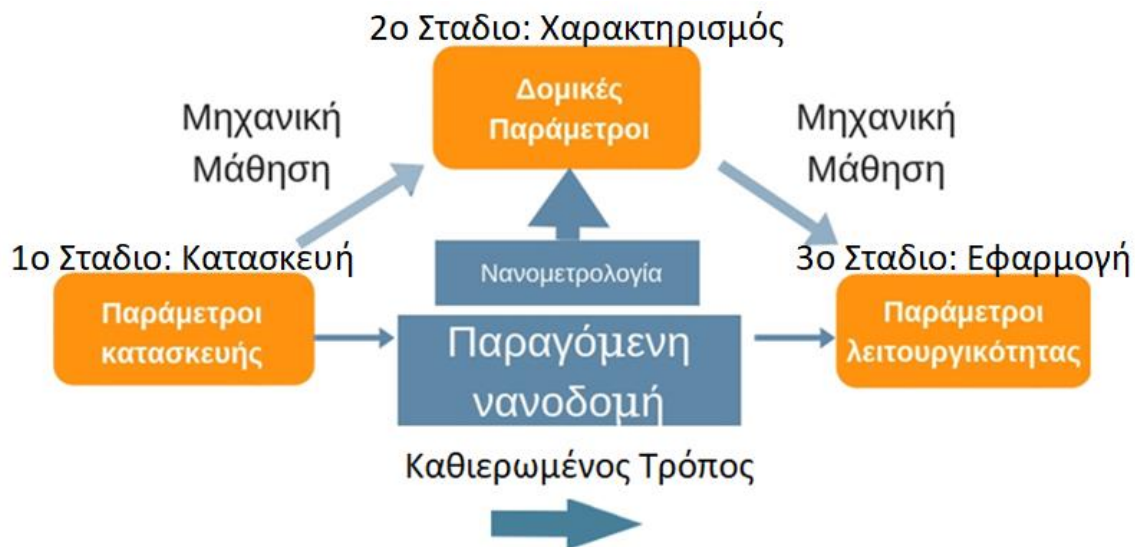 2ο Σταδιο: Χαρακτηρισμός
Δομικές
Παράμετροι
Μηχανική
Μάθηση
Μηχανική
Μάθηση
1ο Σταδιο: Κατασκευή
Νανομετρολογία
3ο Σταδιο: Εφαρμογή
Παράμετροι
κατασκευής
Παραγόμενη
νανοδομή
Παράμετροι
λειτουργικότητας
Καθιερωμένος Τρόπος